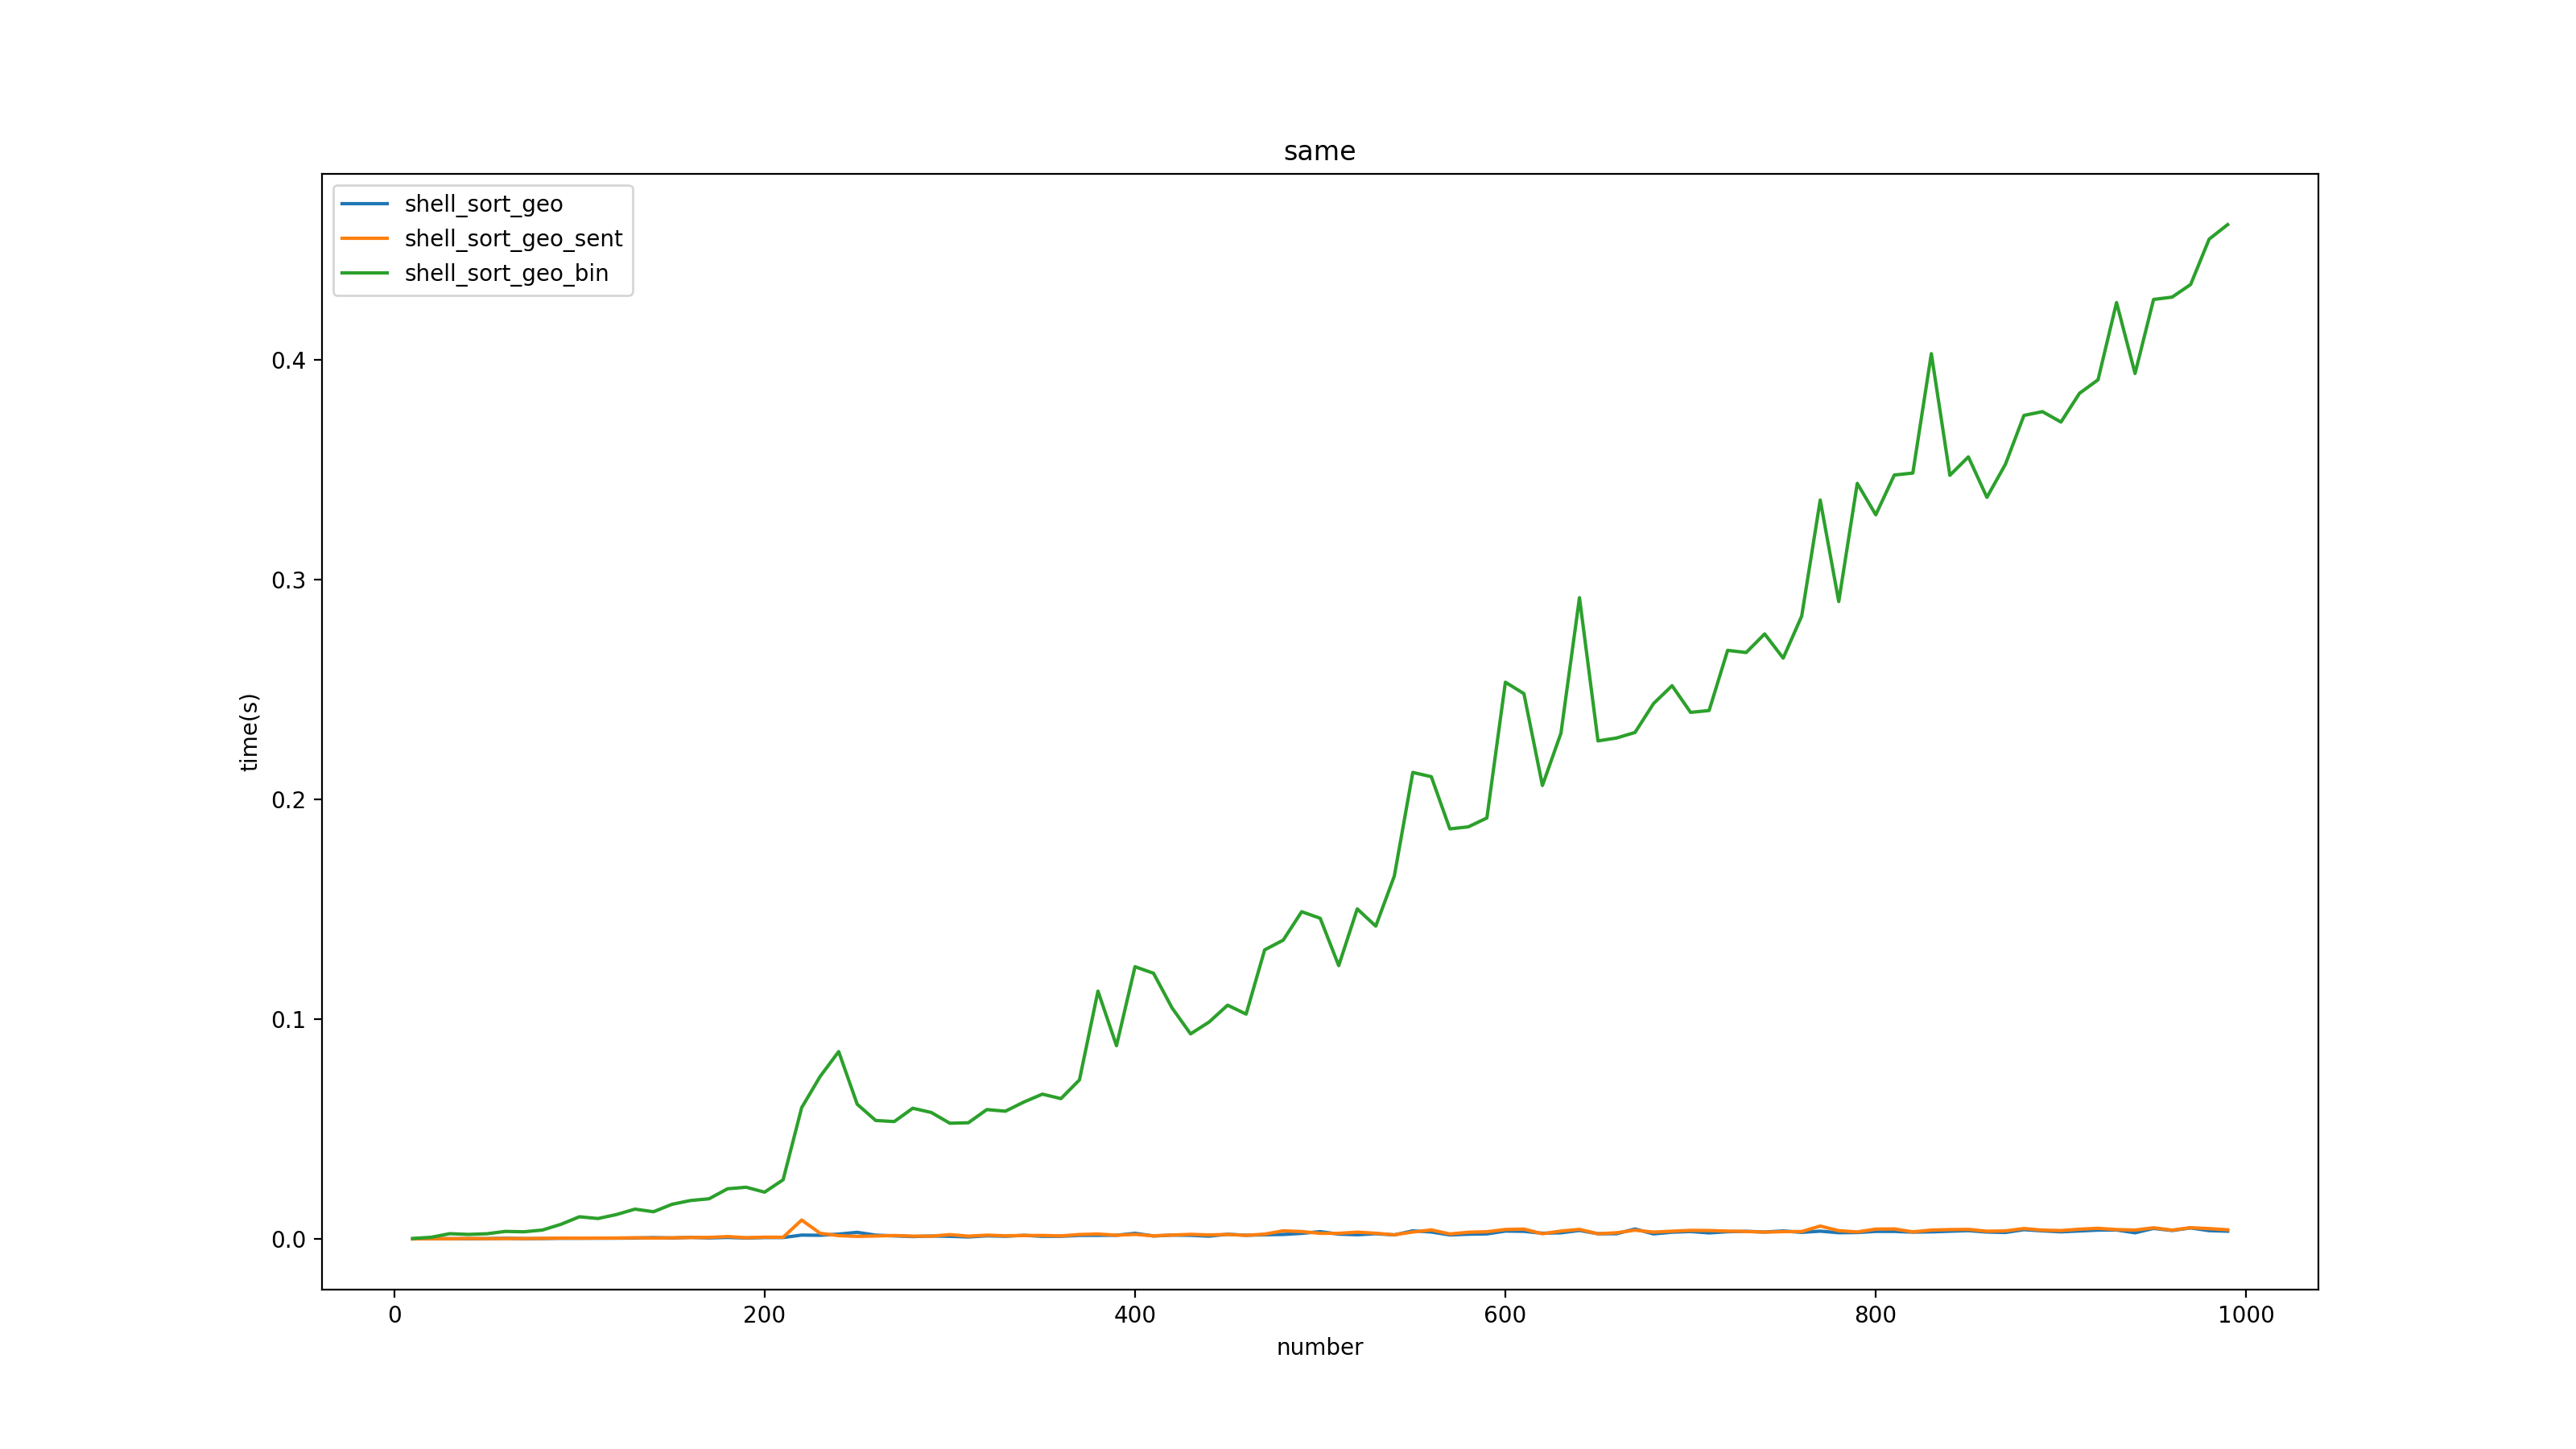 same
shell_sort_geo
shell_sort_geo_sent
shell_sort_geo_bin
0.4
0.3
0.2
0.1
0.0
time(s)
0 200 400 600 800 1000
number